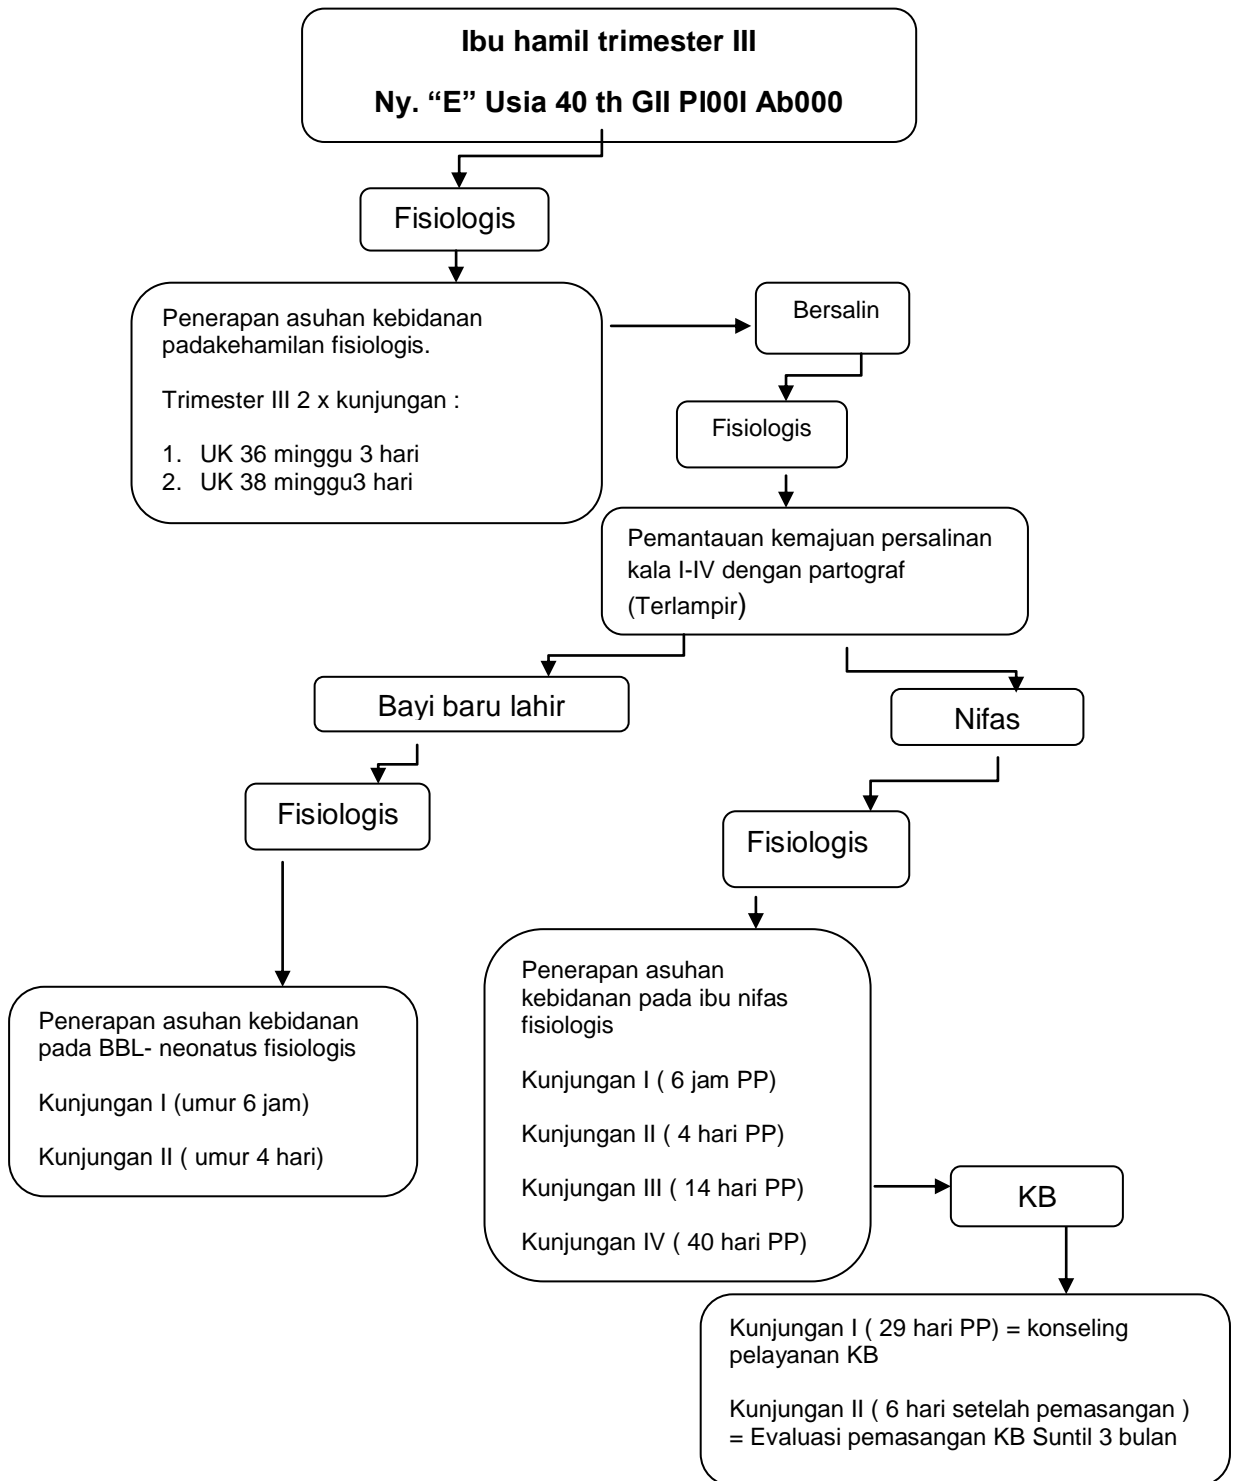 Ibu hamil trimester III
Ny. “E” Usia 40 th GII PI00I Ab000
Fisiologis
Penerapan asuhan kebidanan
padakehamilan fisiologis.
Trimester III 2 x kunjungan :
1. UK 36 minggu 3 hari
2. UK 38 minggu3 hari
Bersalin
Fisiologis
Pemantauan kemajuan persalinan
kala I-IV dengan partograf
(Terlampir)
Bayi baru lahir
Nifas
Fisiologis
Fisiologis
Penerapan asuhan kebidanan
pada BBL- neonatus fisiologis
Kunjungan I (umur 6 jam)
Kunjungan II ( umur 4 hari)
Penerapan asuhan
kebidanan pada ibu nifas
fisiologis
Kunjungan I ( 6 jam PP)
Kunjungan II ( 4 hari PP)
Kunjungan III ( 14 hari PP)
Kunjungan IV ( 40 hari PP)
KB
Kunjungan I ( 29 hari PP) = konseling
pelayanan KB
Kunjungan II ( 6 hari setelah pemasangan )
= Evaluasi pemasangan KB Suntil 3 bulan